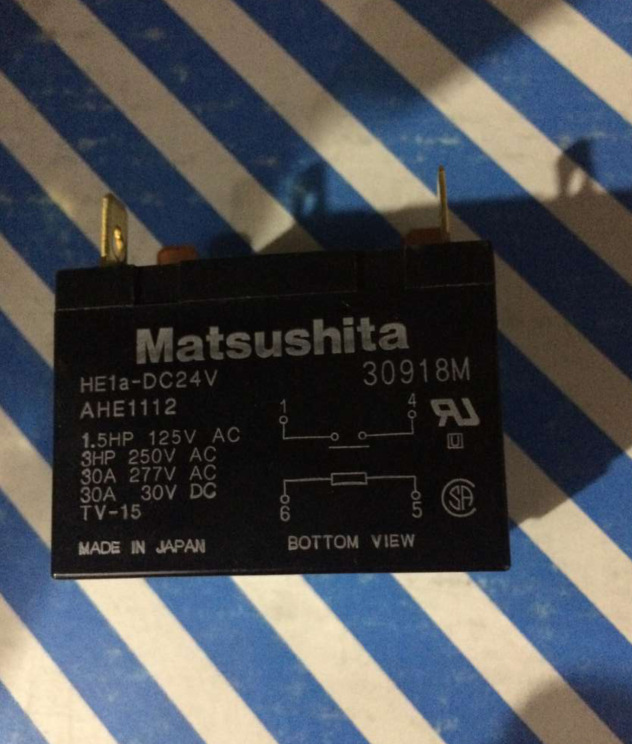 Matsushita
HE1a-DC24V 30918M
AHE1112
1 4
1.5HP 125V AC
3HP 250V AC
30A 277V AC
30A 30V DC
TV-15
6 5
MADE IN JAPAN BOTTOM VIEW